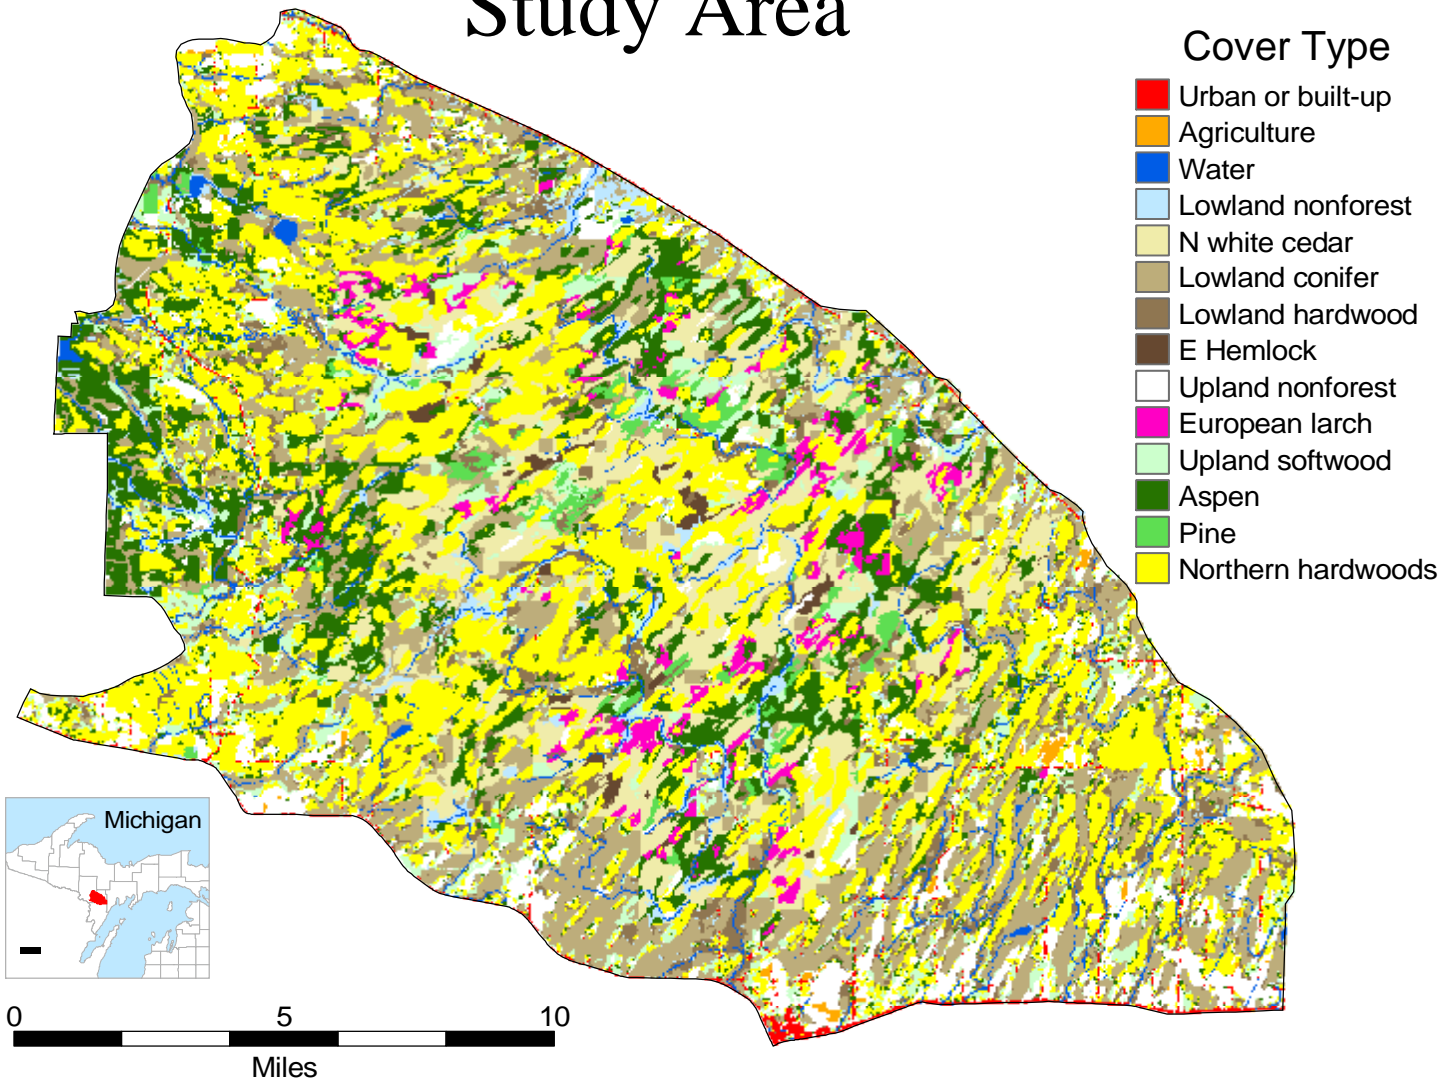 Study Area
Cover Type
Urban or built-up
Agriculture
Water
Lowland nonforest
N white cedar
Lowland conifer
Lowland hardwood
E Hemlock
Upland nonforest
European larch
Upland softwood
Aspen
Pine
Northern hardwoods
Michigan
0 5 10
Miles